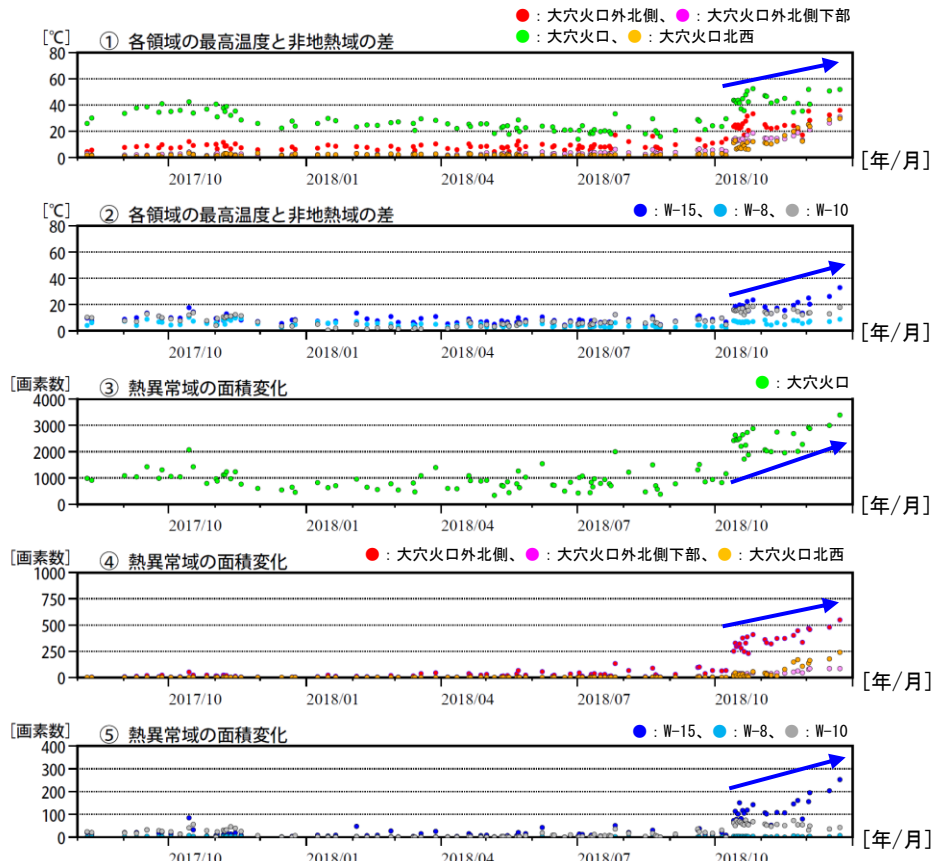 ●：大穴火口外北側、●：大穴火口外北側下部
●：大穴火口、●：大穴火口北西
[℃]
① 各領域の最高温度と非地熱域の差
80
60
40
20
0
2017/10 2018/01 2018/04 2018/07 2018/10
[年/月]
[℃]
② 各領域の最高温度と非地熱域の差
●：W-15、●：W-8、●：W-10
80
60
40
20
0
2017/10 2018/01 2018/04 2018/07 2018/10
[年/月]
[画素数]
③ 熱異常域の面積変化
●：大穴火口
4000
3000
2000
1000
0
2017/10 2018/01 2018/04 2018/07 2018/10
[年/月]
[画素数]
④ 熱異常域の面積変化
●：大穴火口外北側、●：大穴火口外北側下部、●：大穴火口北西
1000
750
500
250
0
2017/10 2018/01 2018/04 2018/07 2018/10
[年/月]
[画素数]
⑤ 熱異常域の面積変化
●：W-15、●：W-8、●：W-10
400
300
200
100
0
2017/10 2018/01 2018/04 2018/07 2018/10
[年/月]